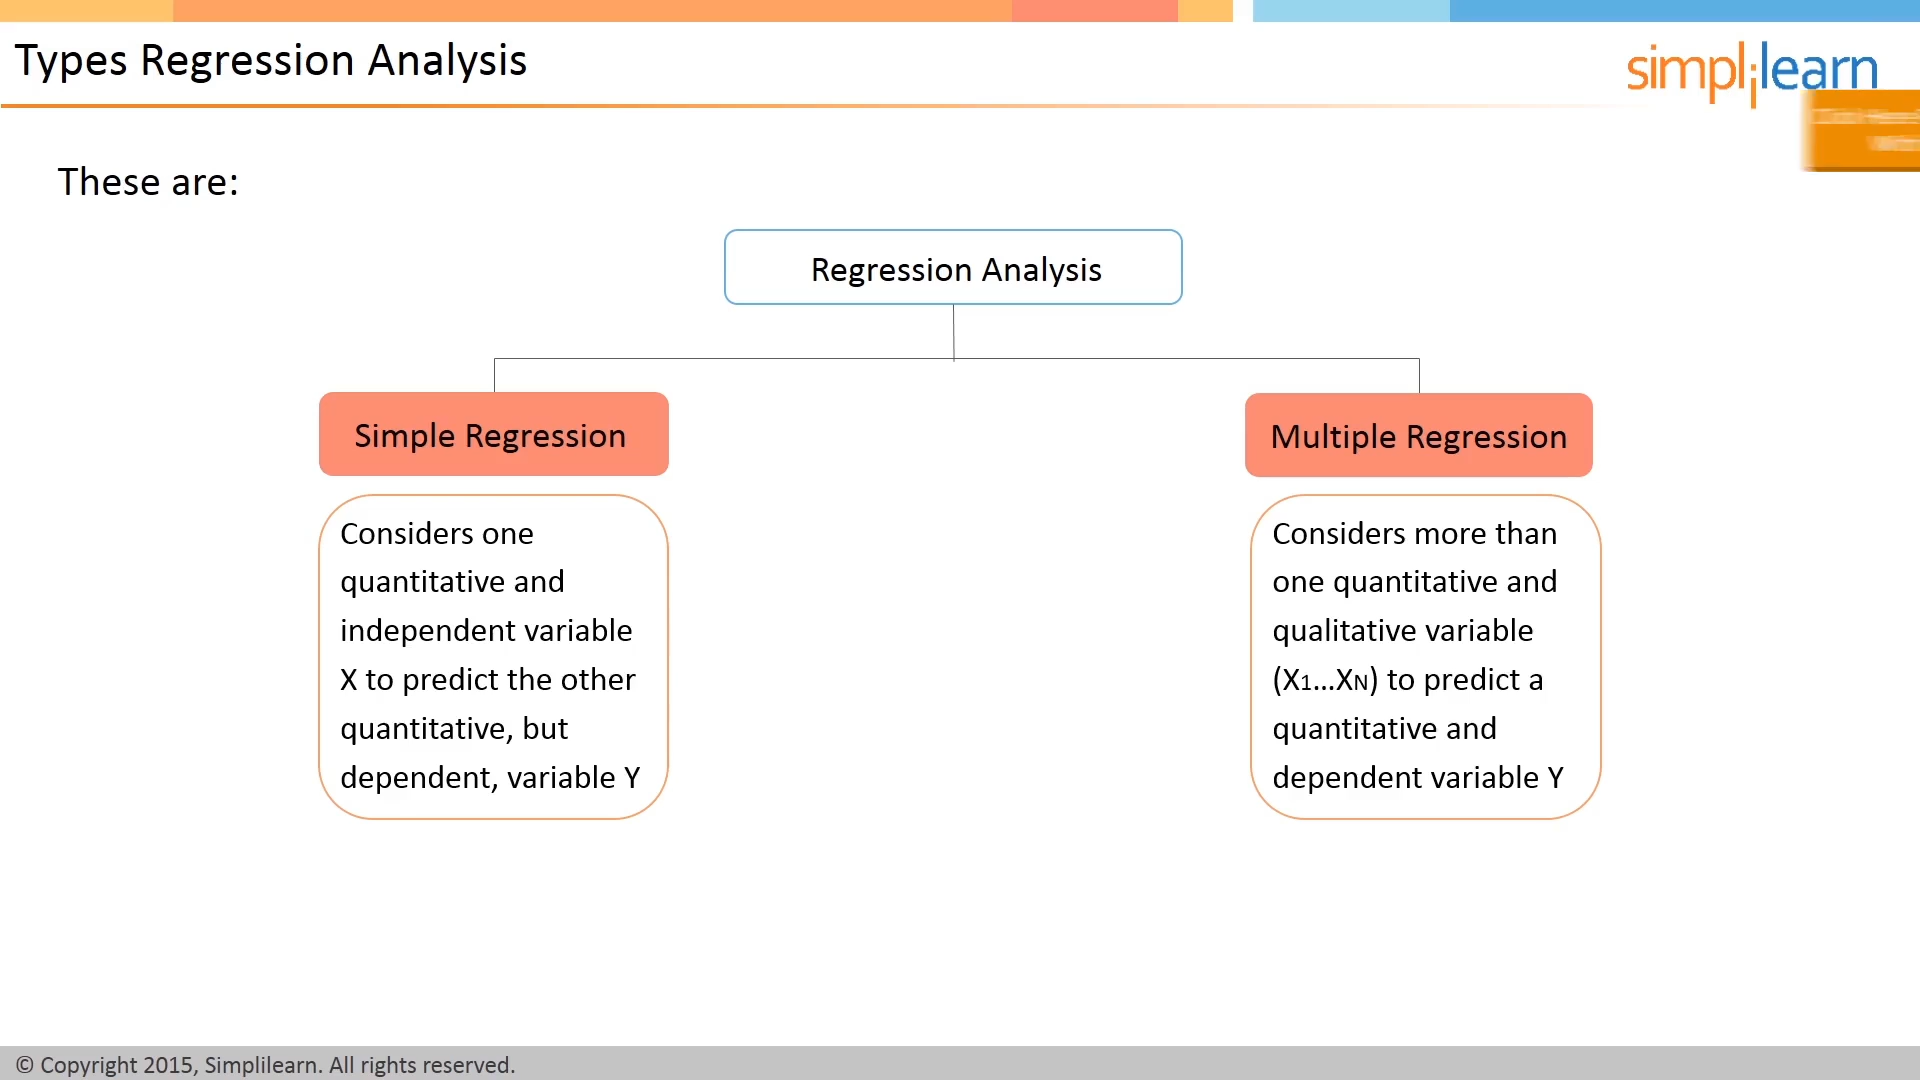 Types Regression Analysis
simplilearn
These are:
Regression Analysis
Simple Regression
Considers one
quantitative and
independent variable
X to predict the other
quantitative, but
dependent, variable Y
Multiple Regression
Considers more than
one quantitative and
qualitative variable
(X1...XN) to predict a
quantitative and
dependent variable Y
© Copyright 2015, Simplilearn. All rights reserved.